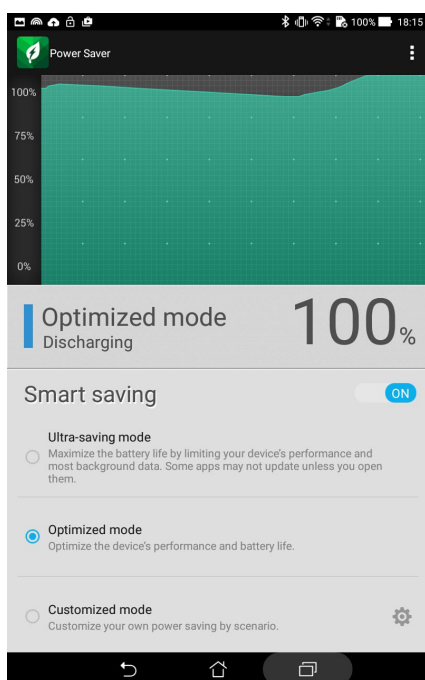 100% 18:15
Power Saver
100%
75%
50%
25%
0%
Optimized mode
Discharging
100%
Smart saving
ON
Ultra-saving mode
Maximize the battery life by limiting your device's performance and
most background data. Some apps may not update unless you open
them.
Optimized mode
Optimize the device's performance and battery life.
Customized mode
Customize your own power saving by scenario.